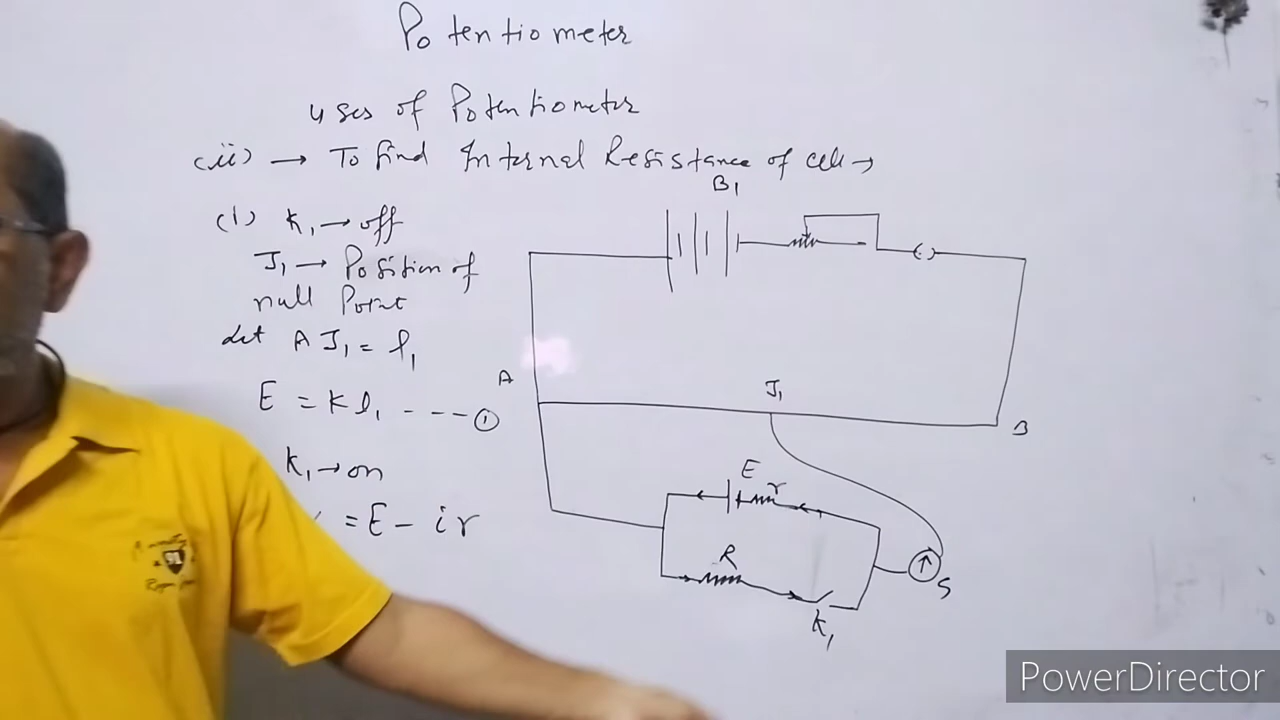 Potentiometer
uses of Potentiometer
(ii) → To find Internal Resistance of cell →
(1) K₁ → off
J₁ → Position of
null Point
Let AJ₁ = l₁
E = K l₁ ---- ①
K₁ → on
= E - ir
B₁
( )
A
J₁
B
E
r
R
K₁
G
PowerDirector